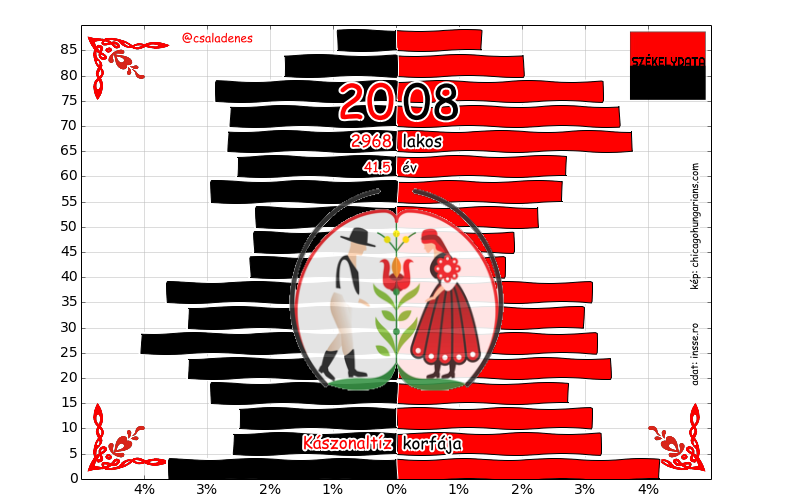 @csaladenes
SZÉKELYDATA
2008
2968 lakos
41,5 év
kép: chicagohungarians.com
adat: insse.ro
Kászonaltíz korfája
85
80
75
70
65
60
55
50
45
40
35
30
25
20
15
10
5
0
4% 3% 2% 1% 0% 1% 2% 3% 4%